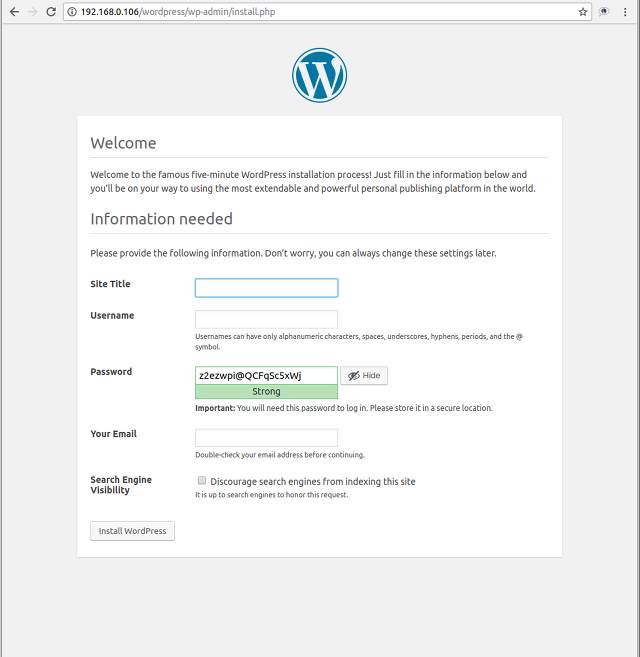 192.168.0.106/wordpress/wp-admin/install.php
Welcome
Welcome to the famous five-minute WordPress installation process! Just fill in the information below and
you'll be on your way to using the most extendable and powerful personal publishing platform in the world.
Information needed
Please provide the following information. Don't worry, you can always change these settings later.
Site Title
Username
Usernames can have only alphanumeric characters, spaces, underscores, hyphens, periods, and the @
symbol.
Password
z2ezwpi@QCFqSc5xWj
Hide
Strong
Important: You will need this password to log in. Please store it in a secure location.
Your Email
Double-check your email address before continuing.
Search Engine
Visibility
Discourage search engines from indexing this site
It is up to search engines to honor this request.
Install WordPress